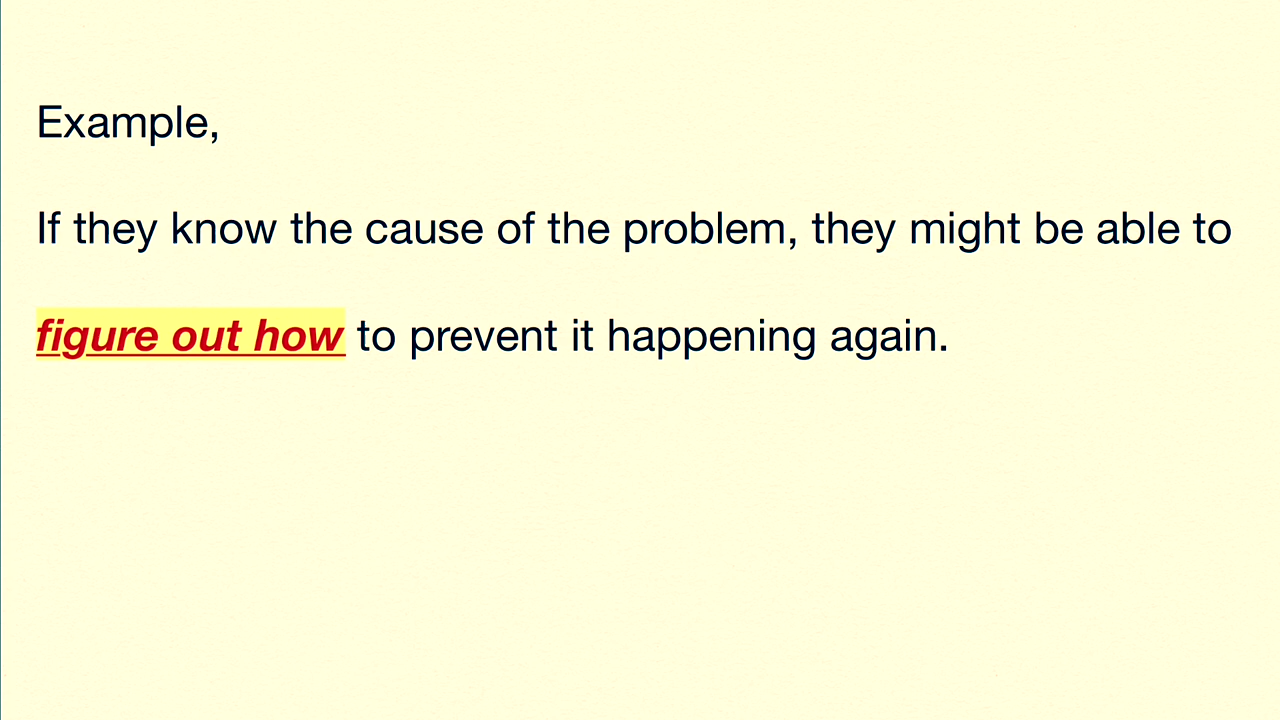 Example,
If they know the cause of the problem, they might be able to
figure out how to prevent it happening again.